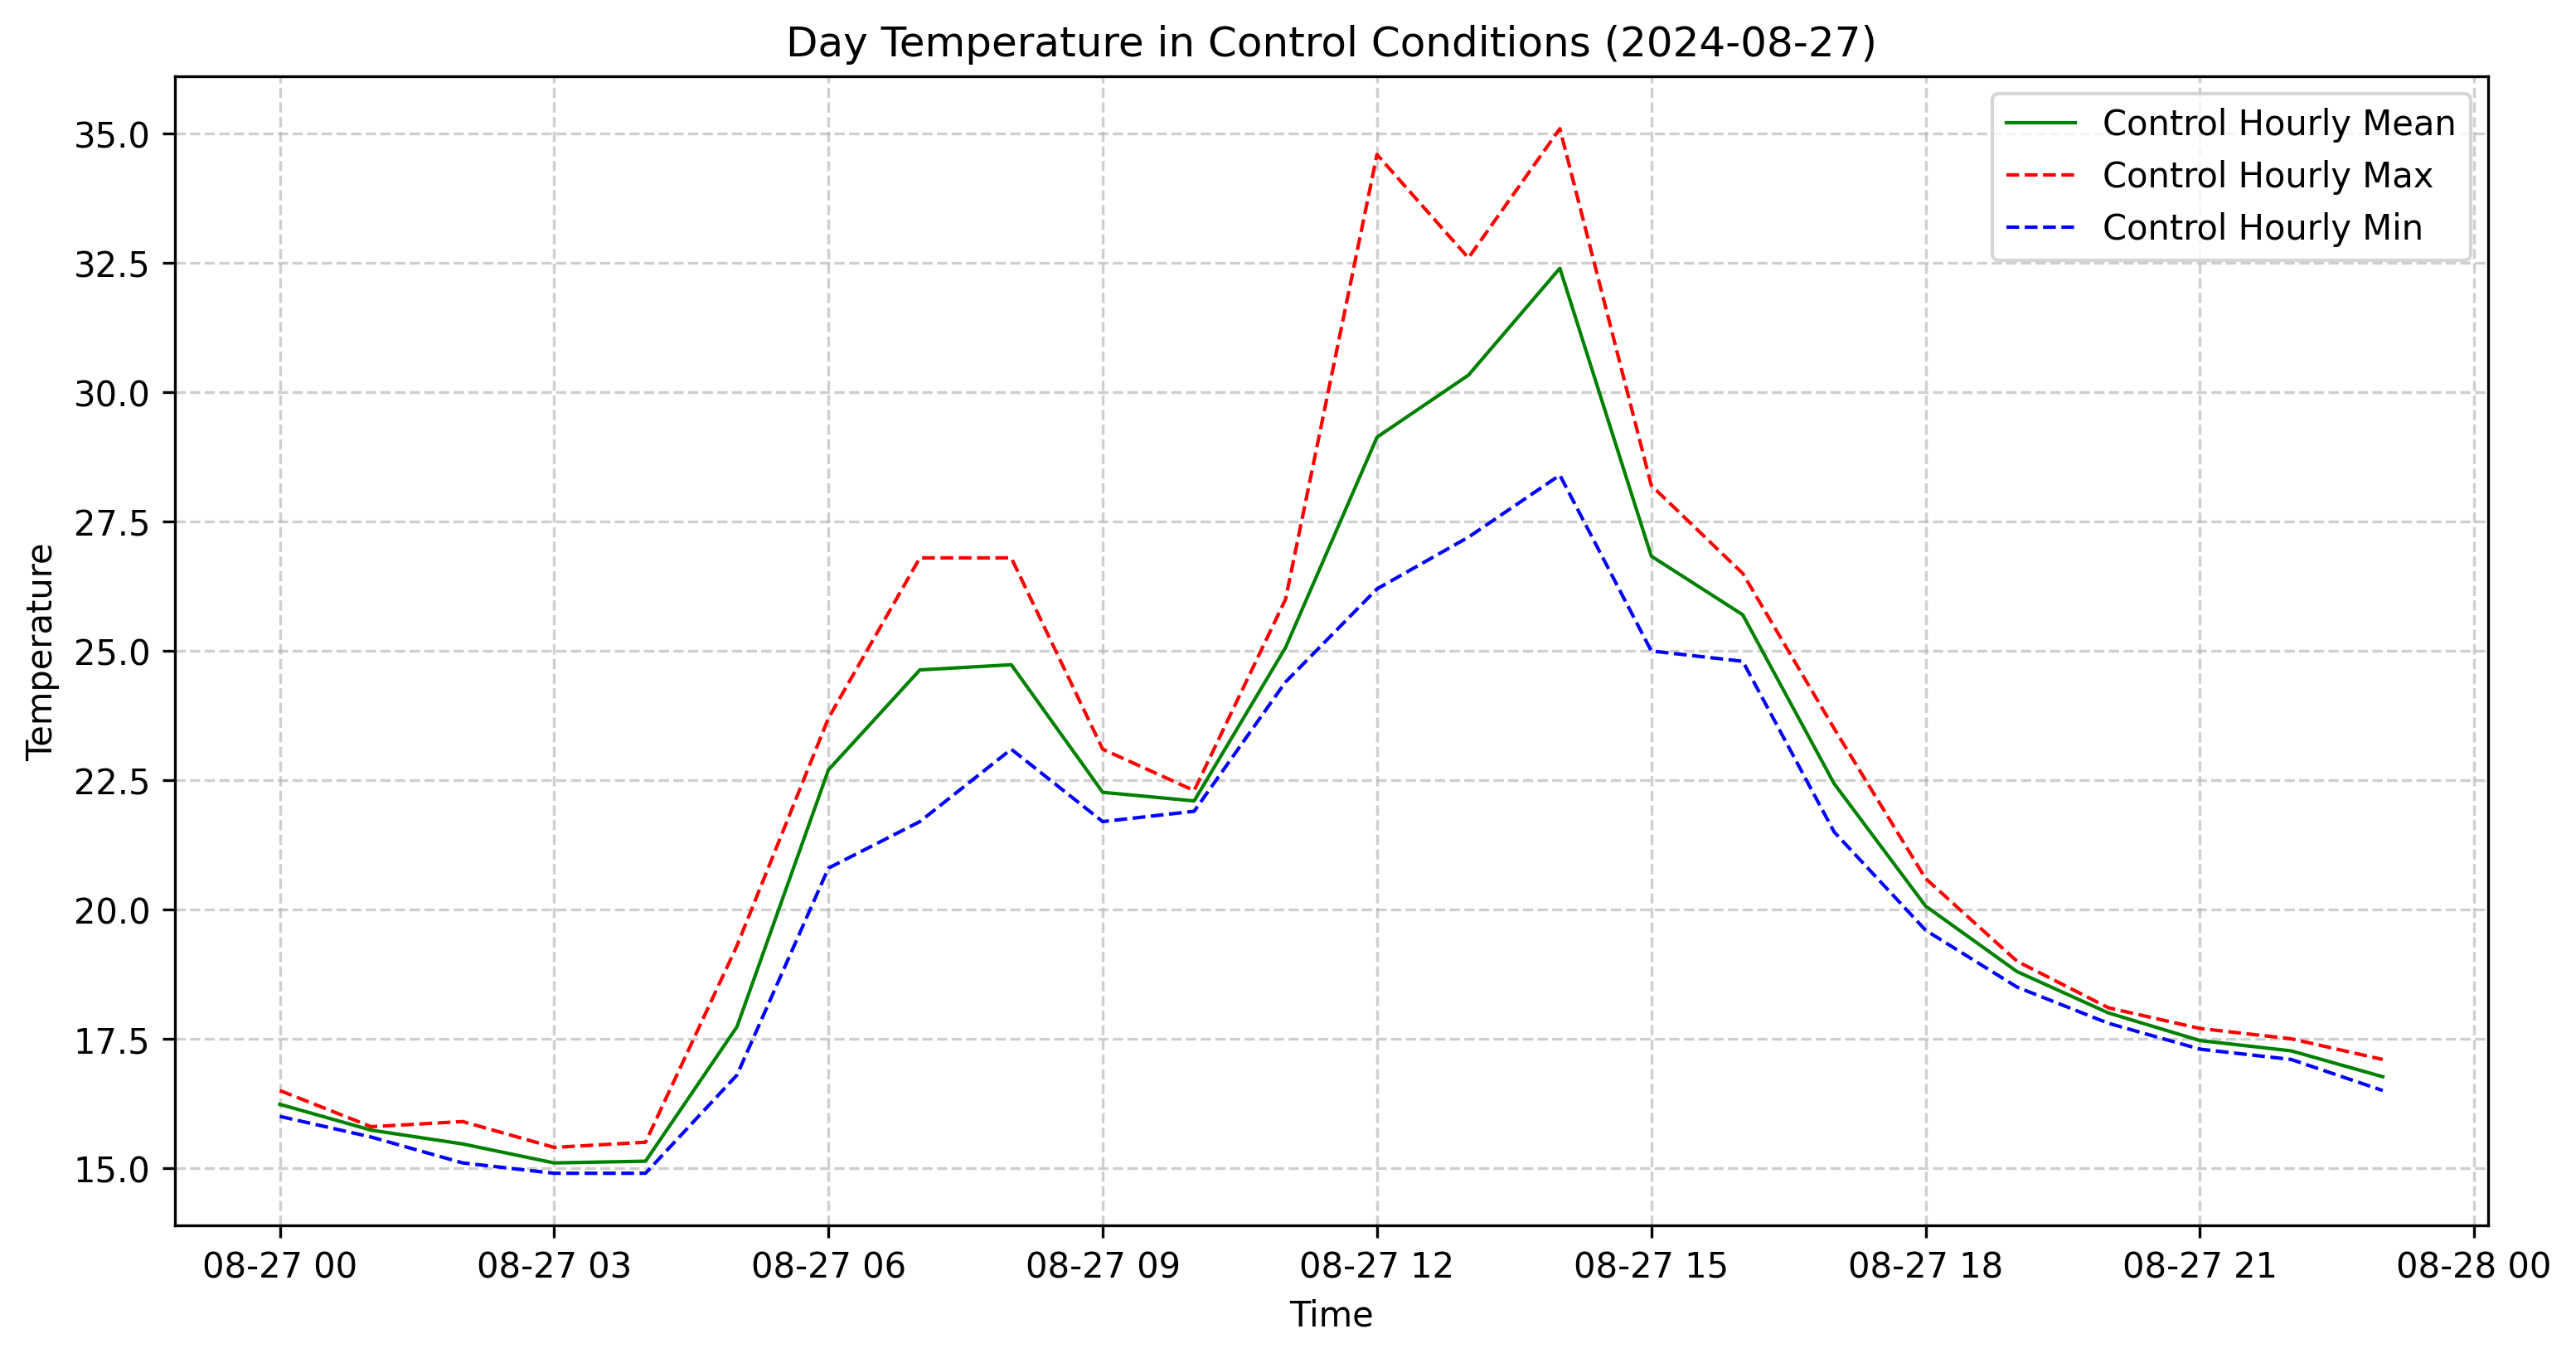 Day Temperature in Control Conditions (2024-08-27)
Control Hourly Mean
Control Hourly Max
Control Hourly Min
35.0
32.5
30.0
27.5
25.0
22.5
20.0
17.5
15.0
Temperature
08-27 00 08-27 03 08-27 06 08-27 09 08-27 12 08-27 15 08-27 18 08-27 21 08-28 00
Time